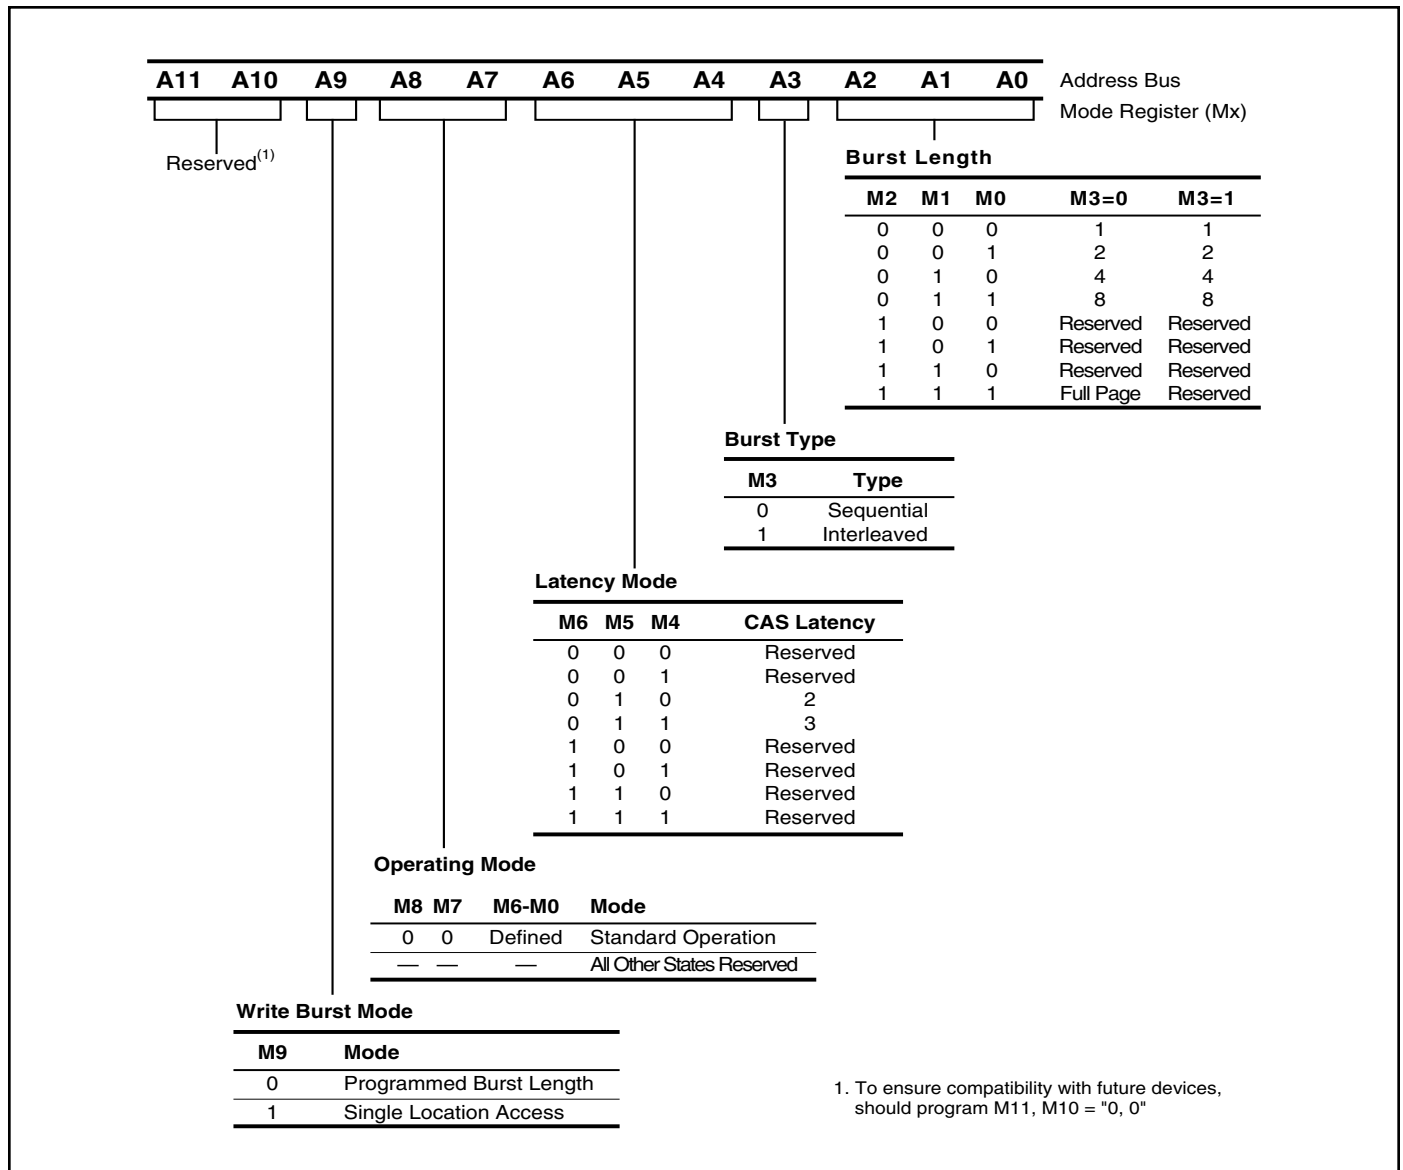 A11 A10 A9 A8 A7 A6 A5 A4 A3 A2 A1 A0 Address Bus
Mode Register (Mx)
Reserved(1)
Burst Length
M2 M1 M0 M3=0 M3=1
0 0 0 1 1
0 0 1 2 2
0 1 0 4 4
0 1 1 8 8
1 0 0 Reserved Reserved
1 0 1 Reserved Reserved
1 1 0 Reserved Reserved
1 1 1 Full Page Reserved
Burst Type
M3 Type
0 Sequential
1 Interleaved
Latency Mode
M6 M5 M4 CAS Latency
0 0 0 Reserved
0 0 1 Reserved
0 1 0 2
0 1 1 3
1 0 0 Reserved
1 0 1 Reserved
1 1 0 Reserved
1 1 1 Reserved
Operating Mode
M8 M7 M6-M0 Mode
0 0 Defined Standard Operation
— — — All Other States Reserved
Write Burst Mode
M9 Mode
0 Programmed Burst Length
1 Single Location Access
1. To ensure compatibility with future devices,
should program M11, M10 = "0, 0"